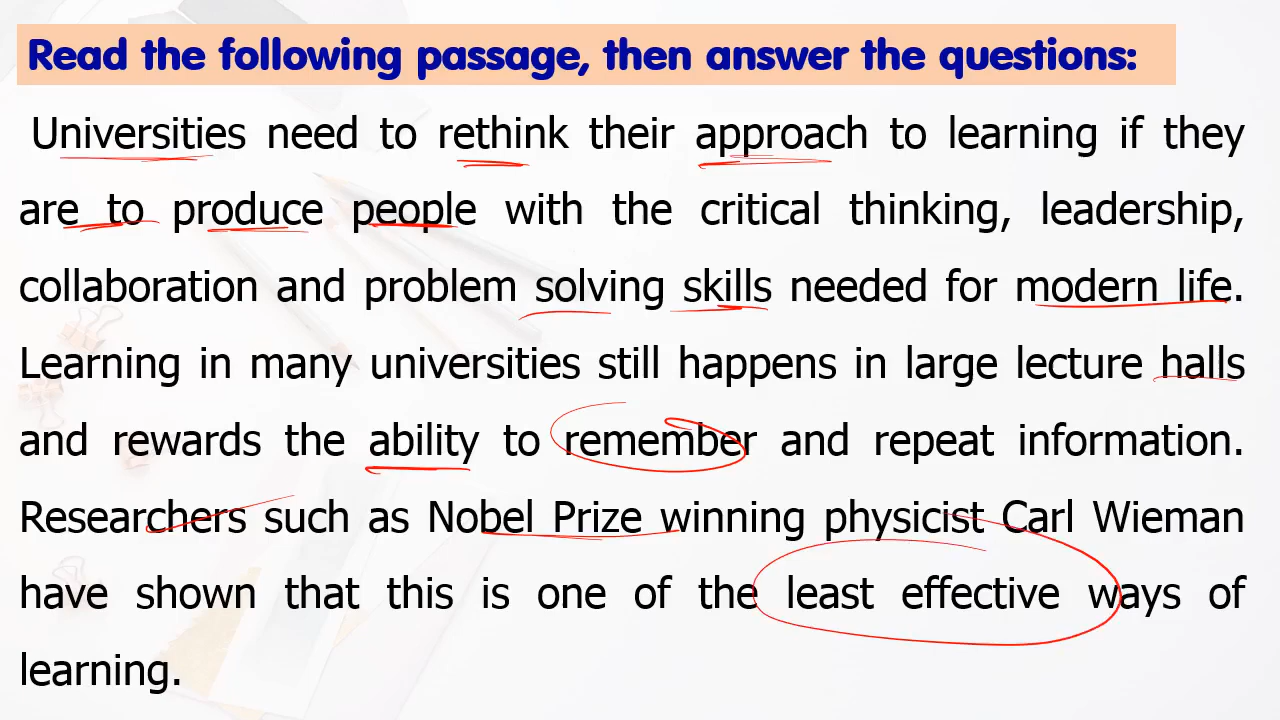 Read the following passage, then answer the questions:
Universities need to rethink their approach to learning if they
are to produce people with the critical thinking, leadership,
collaboration and problem solving skills needed for modern life.
Learning in many universities still happens in large lecture halls
and rewards the ability to remember and repeat information.
Researchers such as Nobel Prize winning physicist Carl Wieman
have shown that this is one of the least effective ways of
learning.